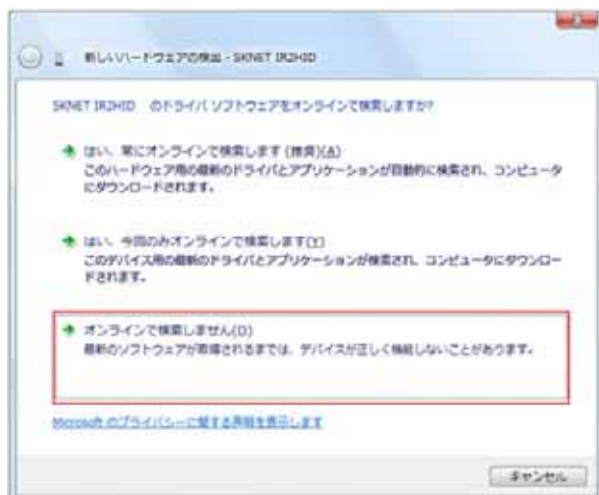 新しいハードウェアの検出 - SKNET IR2HID
SKNET IR2HID のドライバ ソフトウェアをオンラインで検索しますか?
はい、常にオンラインで検索します (推奨)(A)
このハードウェア用の最新のドライバとアプリケーションが自動的に検索され、コンピュータ
にダウンロードされます。
はい、今回のみオンラインで検索します(Y)
このデバイス用の最新のドライバとアプリケーションが検索され、コンピュータにダウンロー
ドされます。
オンラインで検索しません(D)
最新のソフトウェアが取得されるまでは、デバイスが正しく機能しないことがあります。
Microsoft のプライバシーに関する声明を表示します
キャンセル